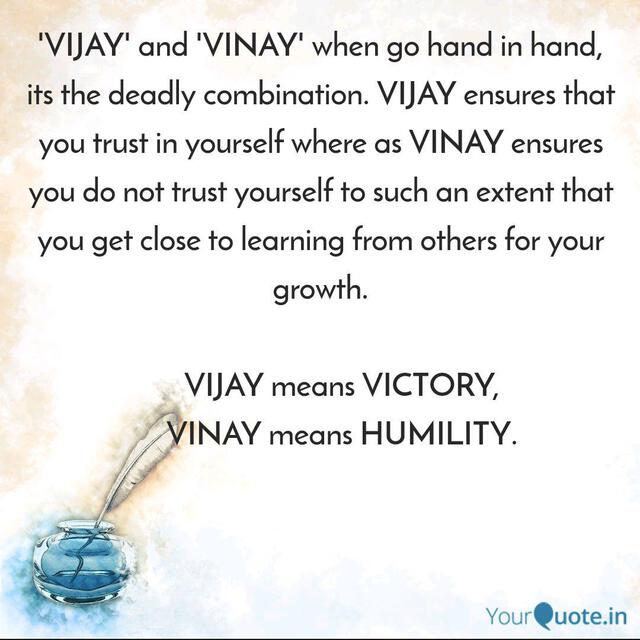 'VIJAY' and 'VINAY' when go hand in hand,
its the deadly combination. VIJAY ensures that
you trust in yourself where as VINAY ensures
you do not trust yourself to such an extent that
you get close to learning from others for your
growth.
VIJAY means VICTORY,
VINAY means HUMILITY.
YourQuote.in